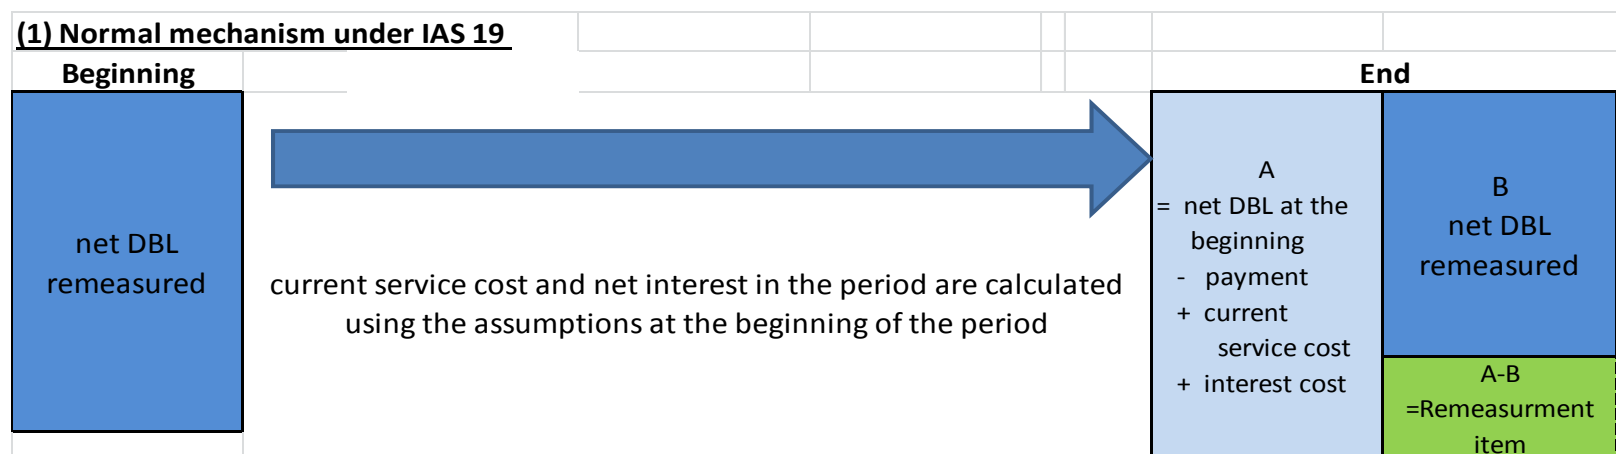 (1) Normal mechanism under IAS 19
Beginning
End
net DBL
remeasured
current service cost and net interest in the period are calculated
using the assumptions at the beginning of the period
A
= net DBL at the
beginning
- payment
+ current
service cost
+ interest cost
B
net DBL
remeasured
A-B
=Remeasurment
item